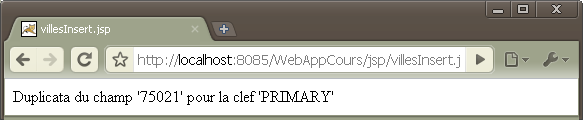 villesInsert.jsp
http://localhost:8085/WebAppCours/jsp/villesInsert.j
Duplicata du champ '75021' pour la clef 'PRIMARY'